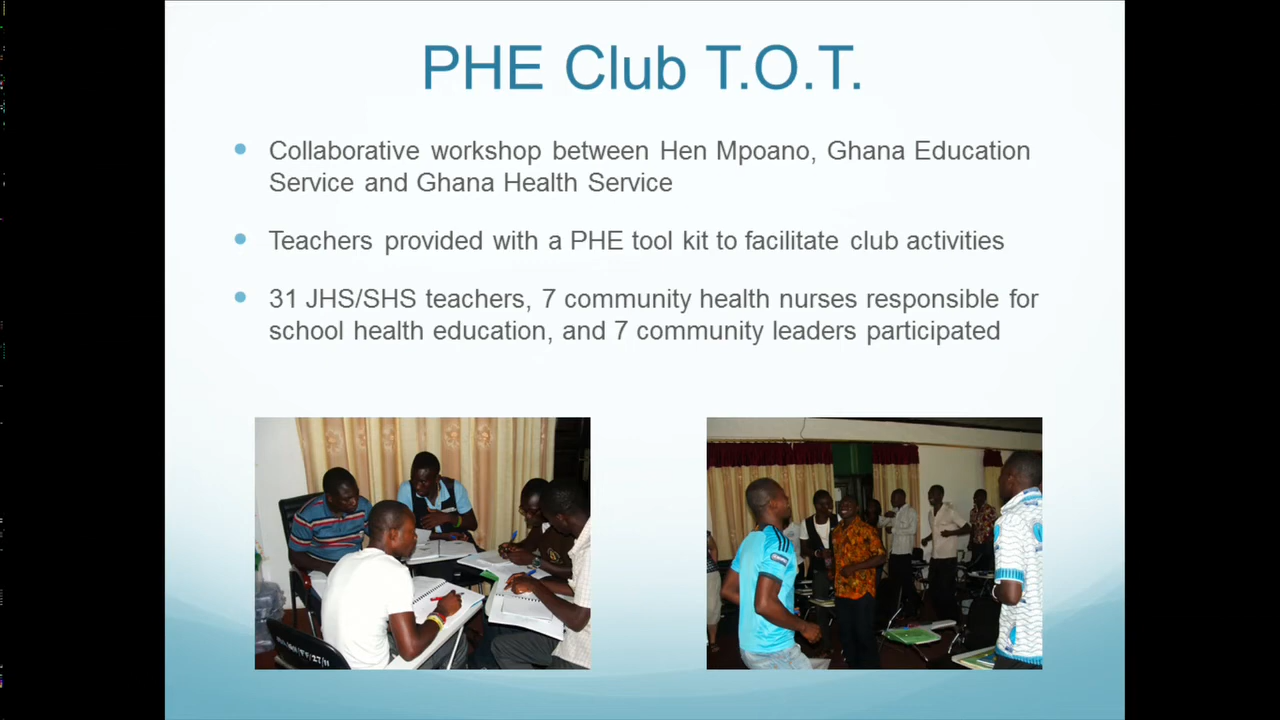 PHE Club T.O.T.
Collaborative workshop between Hen Mpoano, Ghana Education
Service and Ghana Health Service
Teachers provided with a PHE tool kit to facilitate club activities
31 JHS/SHS teachers, 7 community health nurses responsible for
school health education, and 7 community leaders participated